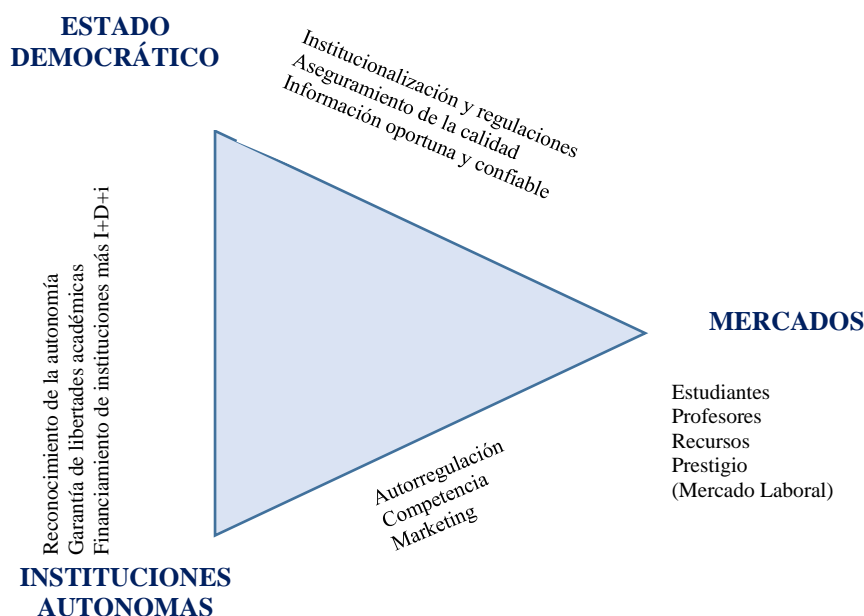 ESTADO
DEMOCRÁTICO
Institucionalización y regulaciones
Aseguramiento de la calidad
Información oportuna y confiable
Reconocimiento de la autonomía
Garantía de libertades académicas
Financiamiento de instituciones más I+D+i
MERCADOS
Estudiantes
Profesores
Recursos
Prestigio
(Mercado Laboral)
Autorregulación
Competencia
Marketing
INSTITUCIONES
AUTONOMAS